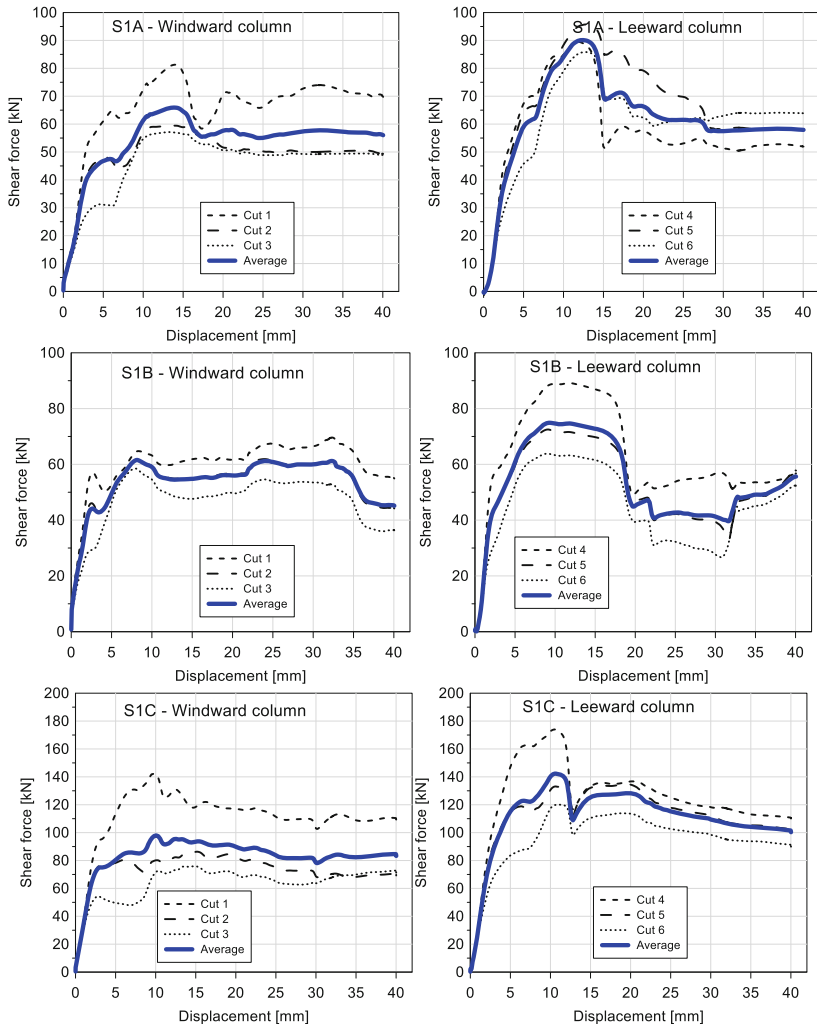 S1A - Windward column
Shear force [kN]
100
90
80
70
60
50
40
30
20
10
0
Cut 1
Cut 2
Cut 3
Average
0 5 10 15 20 25 30 35 40
Displacement [mm]
S1A - Leeward column
Shear force [kN]
100
90
80
70
60
50
40
30
20
10
0
Cut 4
Cut 5
Cut 6
Average
0 5 10 15 20 25 30 35 40
Displacement [mm]
S1B - Windward column
Shear force [kN]
100
80
60
40
20
0
Cut 1
Cut 2
Cut 3
Average
0 5 10 15 20 25 30 35 40
Displacement [mm]
S1B - Leeward column
Shear force [kN]
100
80
60
40
20
0
Cut 4
Cut 5
Cut 6
Average
0 5 10 15 20 25 30 35 40
Displacement [mm]
S1C - Windward column
Shear force [kN]
200
180
160
140
120
100
80
60
40
20
0
Cut 1
Cut 2
Cut 3
Average
0 5 10 15 20 25 30 35 40
Displacement [mm]
S1C - Leeward column
Shear force [kN]
200
180
160
140
120
100
80
60
40
20
0
Cut 4
Cut 5
Cut 6
Average
0 5 10 15 20 25 30 35 40
Displacement [mm]